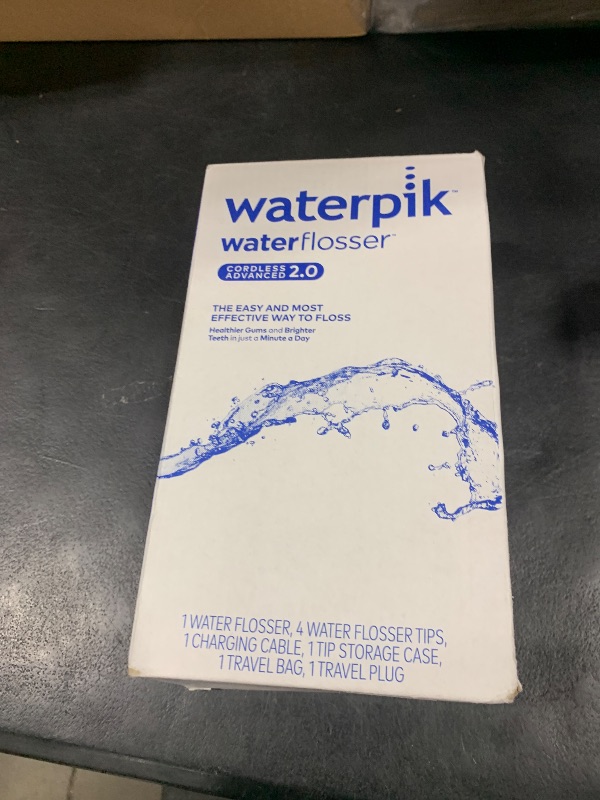 waterpik™
waterflosser™
CORDLESS
ADVANCED 2.0
THE EASY AND MOST
EFFECTIVE WAY TO FLOSS
Healthier Gums and Brighter
Teeth in just a Minute a Day
1 WATER FLOSSER, 4 WATER FLOSSER TIPS,
1 CHARGING CABLE, 1 TIP STORAGE CASE,
1 TRAVEL BAG, 1 TRAVEL PLUG